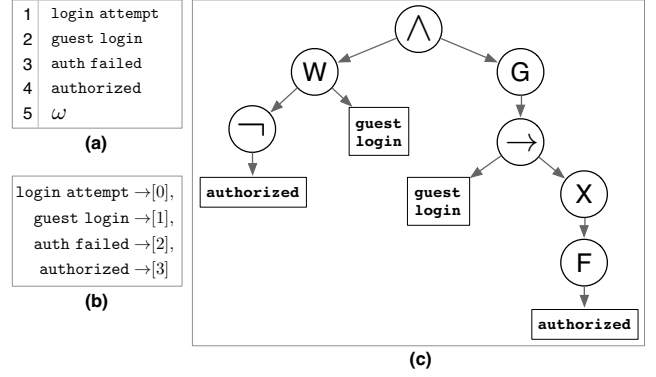 1 login attempt
2 guest login
3 auth failed
4 authorized
5 ω
(a)
login attempt →[0],
guest login →[1],
auth failed →[2],
authorized →[3]
(b)
∧
W
G
¬
guest
login
→
authorized
guest
login
X
F
authorized
(c)